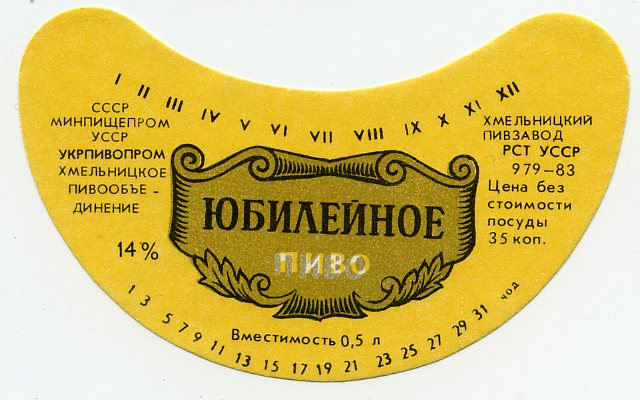 I II III IV V VI VII VIII IX X XI XII
СССР
МИНПИЩЕПРОМ
УССР
УКРПИВОПРОМ
ХМЕЛЬНИЦКОЕ
ПИВООБЪЕ -
ДИНЕНИЕ
14%
ХМЕЛЬНИЦКИЙ
ПИВЗАВОД
РСТ УССР
979-83
Цена без
стоимости
посуды
35 коп.
ЮБИЛЕЙНОЕ
ПИВО
Вместимость 0,5 л
1 3 5 7 9 11 13 15 17 19 21 23 25 27 29 31 чод